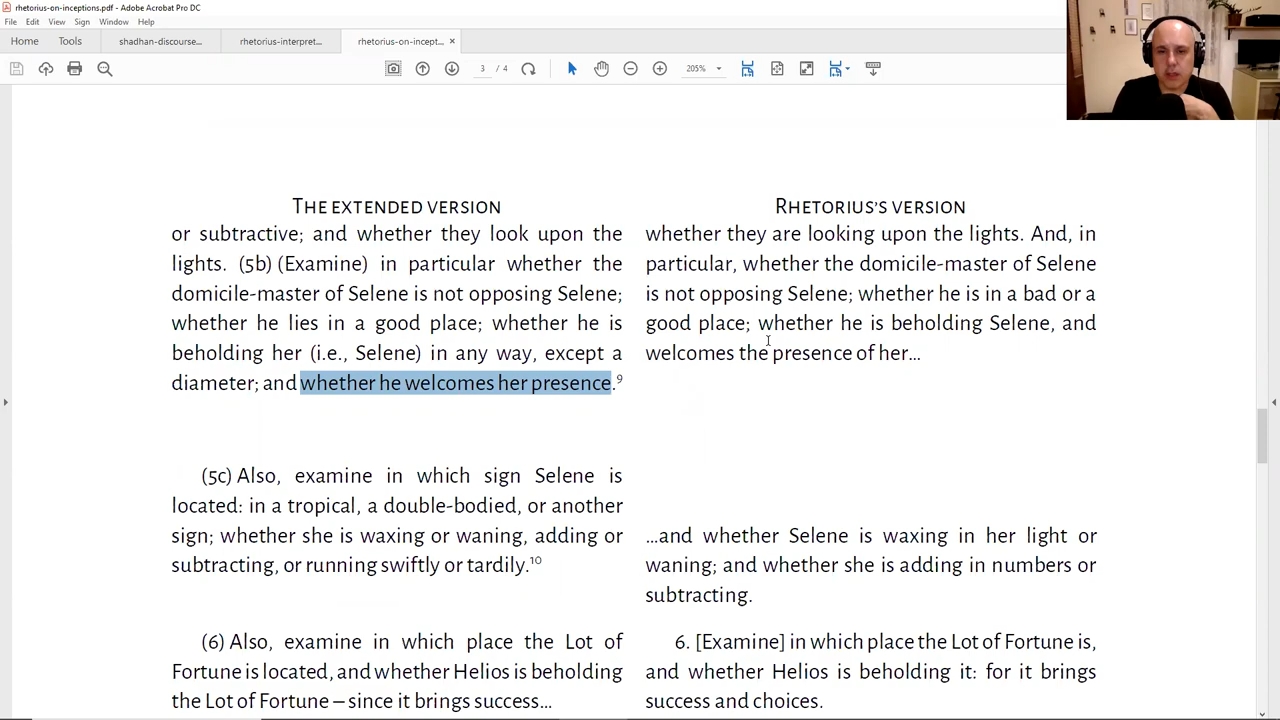 rhetorius-on-inceptions.pdf - Adobe Acrobat Pro DC
File Edit View Sign Window Help
Home Tools shadhan-discourse... rhetorius-interpret... rhetorius-on-incept... ×
3 / 4 205%
THE EXTENDED VERSION
or subtractive; and whether they look upon the
lights. (5b) (Examine) in particular whether the
domicile-master of Selene is not opposing Selene;
whether he lies in a good place; whether he is
beholding her (i.e., Selene) in any way, except a
diameter; and whether he welcomes her presence.⁹
(5c) Also, examine in which sign Selene is
located: in a tropical, a double-bodied, or another
sign; whether she is waxing or waning, adding or
subtracting, or running swiftly or tardily.¹⁰
(6) Also, examine in which place the Lot of
Fortune is located, and whether Helios is beholding
the Lot of Fortune – since it brings success...
RHETORIUS'S VERSION
whether they are looking upon the lights. And, in
particular, whether the domicile-master of Selene
is not opposing Selene; whether he is in a bad or a
good place; whether he is beholding Selene, and
welcomes the presence of her...
...and whether Selene is waxing in her light or
waning; and whether she is adding in numbers or
subtracting.
6. [Examine] in which place the Lot of Fortune is,
and whether Helios is beholding it: for it brings
success and choices.